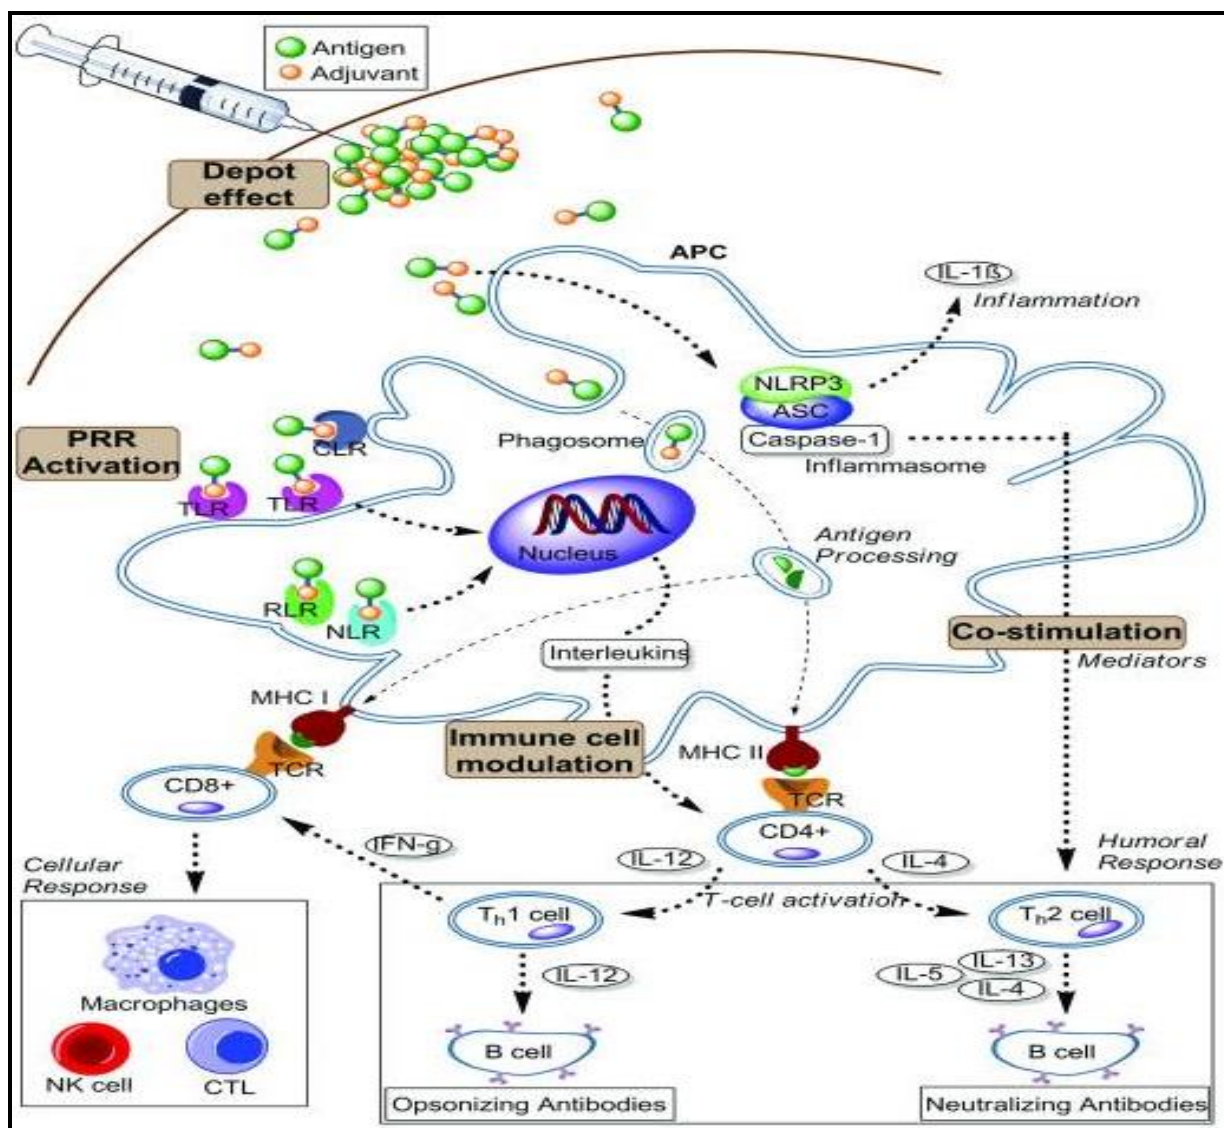 Antigen
Adjuvant
Depot
effect
APC
IL-1ß
Inflammation
NLRP3
ASC
Caspase-1
Inflammasome
PRR
Activation
CLR
TLR
TLR
Phagosome
Nucleus
Antigen
Processing
RLR
NLR
Interleukins
Co-stimulation
Mediators
MHC I
TCR
CD8+
Immune cell
modulation
MHC II
TCR
CD4+
IFN-g
IL-12
IL-4
Humoral
Response
Cellular
Response
T-cell activation
Th1 cell
Th2 cell
IL-12
IL-5
IL-13
IL-4
Macrophages
NK cell
CTL
B cell
B cell
Opsonizing Antibodies
Neutralizing Antibodies